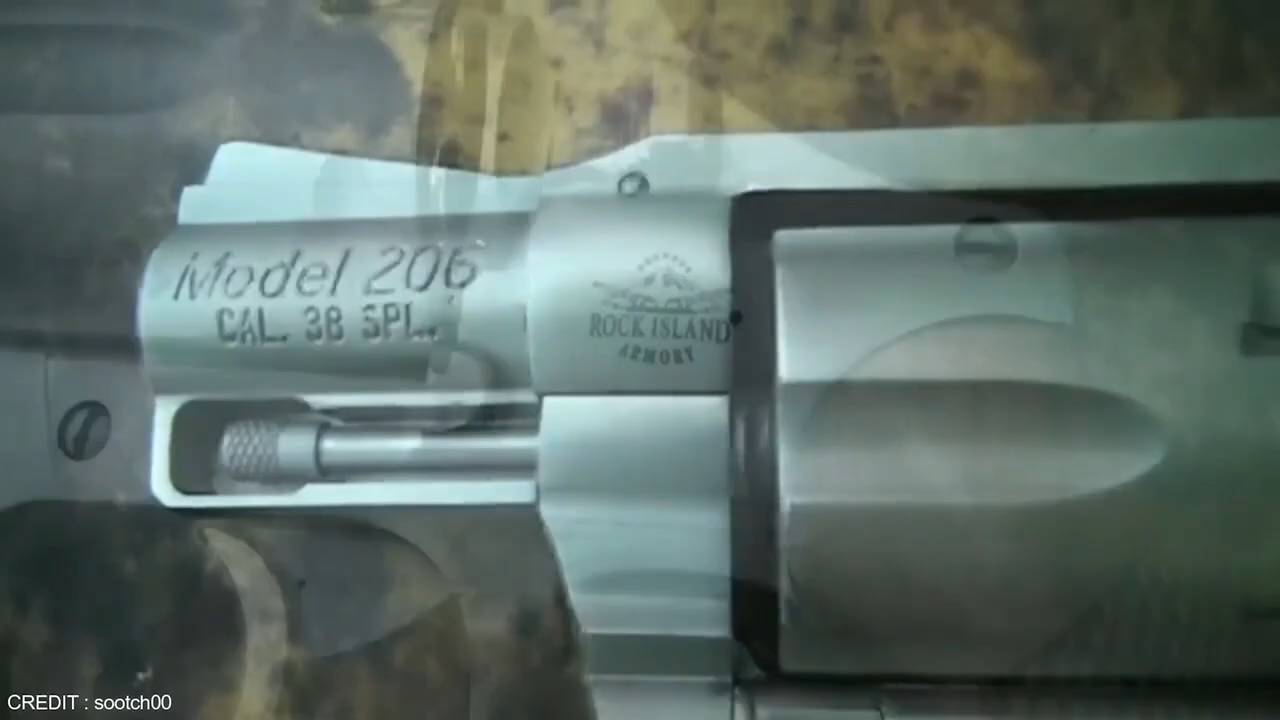 Model 206
CAL. 38 SPL.
ROCK ISLAND
ARMORY
CREDIT : sootch00